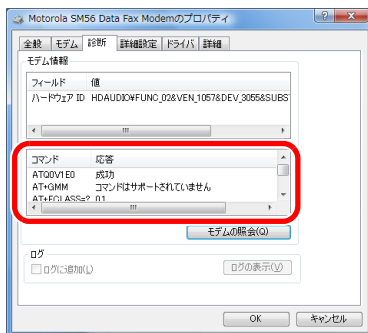 Motorola SM56 Data Fax Modemのプロパティ
全般 モデム 診断 詳細設定 ドライバ 詳細
モデム情報
フィールド 値
ハードウェア ID HDAUDIO¥FUNC_02&VEN_1057&DEV_3055&SUBS
コマンド 応答
ATQ0V1E0 成功
AT+GMM コマンドはサポートされていません
AT+FCLASS=? 0,1
モデムの照会(Q)
ログ
ログに追加(L) ログの表示(V)
OK キャンセル